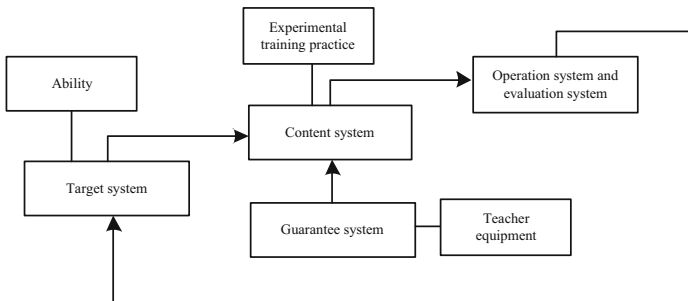 Experimental
training practice
Operation system and
evaluation system
Ability
Content system
Target system
Guarantee system
Teacher
equipment